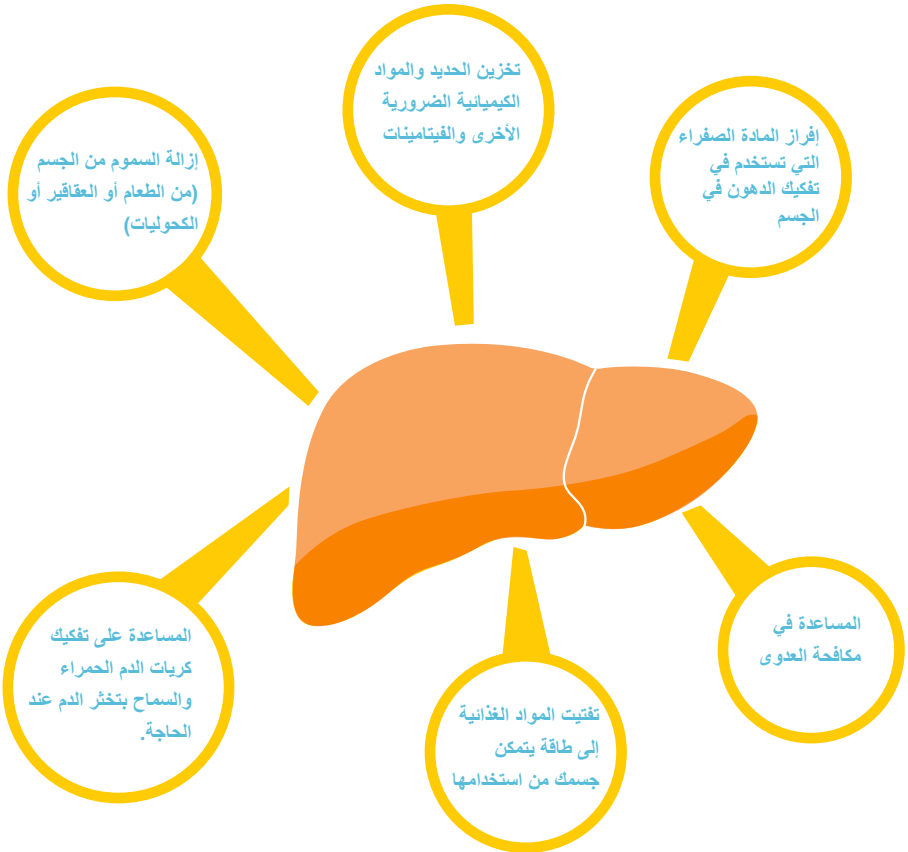 تخزين الحديد والمواد
الكيميائية الضرورية
الأخرى والفيتامينات
إفراز المادة الصفراء
التي تستخدم في
تفكيك الدهون في
الجسم
إزالة السموم من الجسم
(من الطعام أو العقاقير أو
الكحوليات)
المساعدة في
مكافحة العدوى
المساعدة على تفكيك
كريات الدم الحمراء
والسماح بتخثر الدم عند
الحاجة.
تفتيت المواد الغذائية
إلى طاقة يتمكن
جسمك من استخدامها